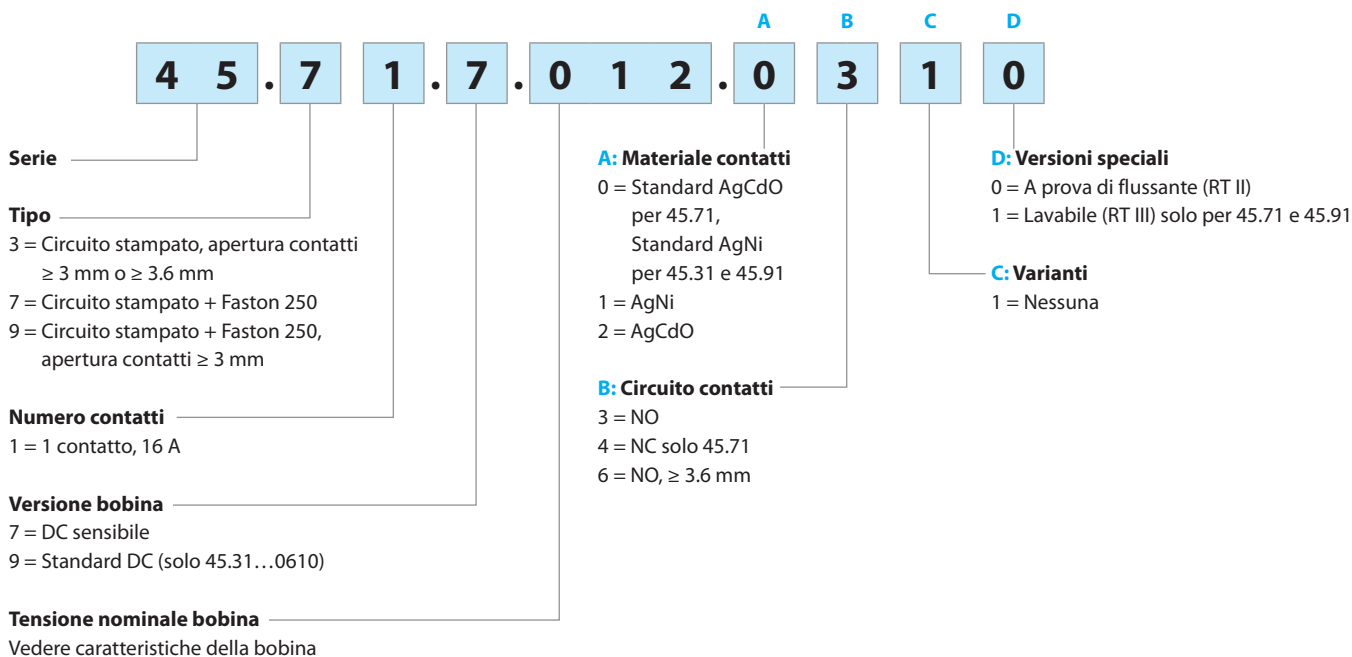 A B C D
4 5 . 7 1 . 7 . 0 1 2 . 0 3 1 0
Serie
Tipo
3 = Circuito stampato, apertura contatti
≥ 3 mm o ≥ 3.6 mm
7 = Circuito stampato + Faston 250
9 = Circuito stampato + Faston 250,
apertura contatti ≥ 3 mm
Numero contatti
1 = 1 contatto, 16 A
Versione bobina
7 = DC sensibile
9 = Standard DC (solo 45.31…0610)
Tensione nominale bobina
Vedere caratteristiche della bobina
A: Materiale contatti
0 = Standard AgCdO
per 45.71,
Standard AgNi
per 45.31 e 45.91
1 = AgNi
2 = AgCdO
B: Circuito contatti
3 = NO
4 = NC solo 45.71
6 = NO, ≥ 3.6 mm
D: Versioni speciali
0 = A prova di flussante (RT II)
1 = Lavabile (RT III) solo per 45.71 e 45.91
C: Varianti
1 = Nessuna